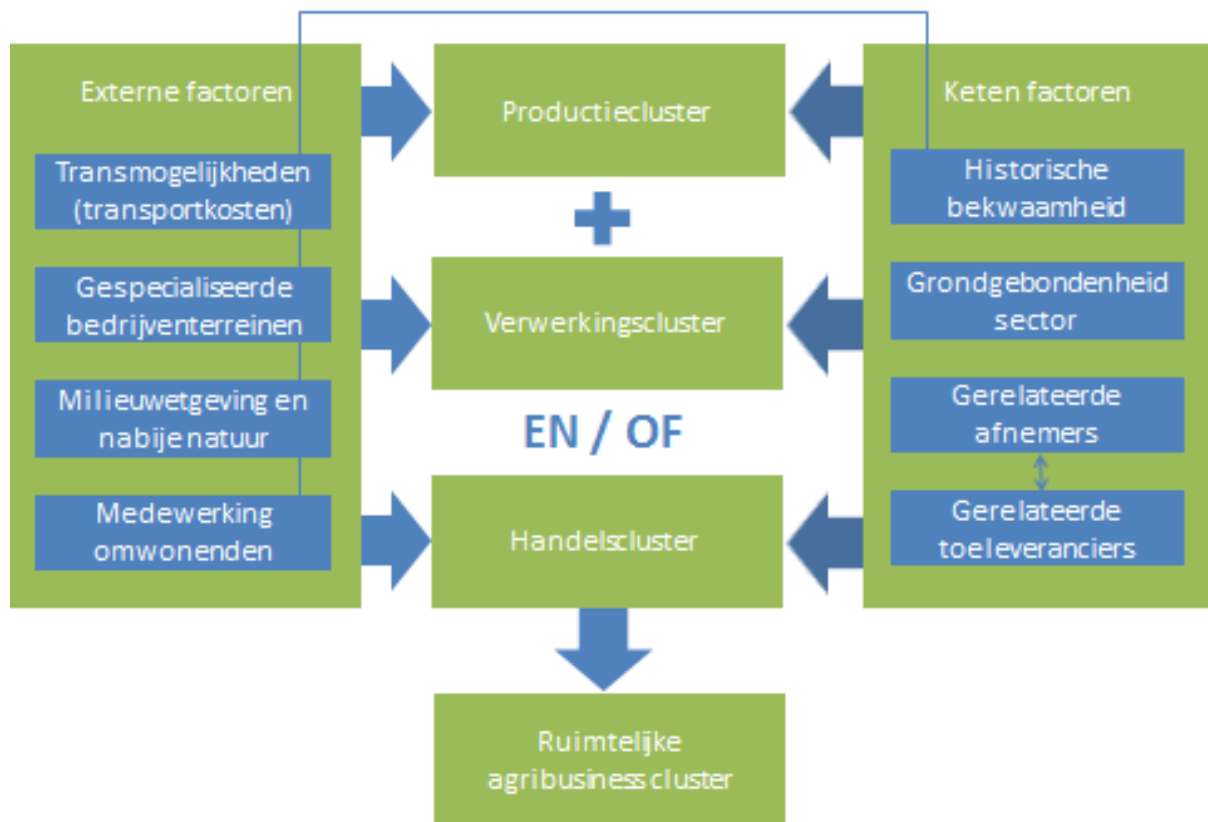 Externe factoren
Transmogelijkheden
(transportkosten)
Gespecialiseerde
bedrijventerreinen
Milieuwetgeving en
nabije natuur
Medewerking
omwonenden
Productiecluster
Verwerkingscluster
EN / OF
Handelscluster
Ruimtelijke
agribusiness cluster
Keten factoren
Historische
bekwaamheid
Grondgebondenheid
sector
Gerelateerde
afnemers
Gerelateerde
toeleveranciers